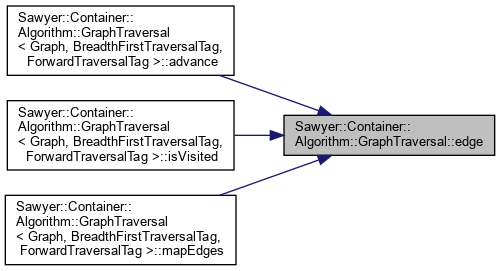 Sawyer::Container::
Algorithm::GraphTraversal
< Graph, BreadthFirstTraversalTag,
ForwardTraversalTag >::advance
Sawyer::Container::
Algorithm::GraphTraversal
< Graph, BreadthFirstTraversalTag,
ForwardTraversalTag >::isVisited
Sawyer::Container::
Algorithm::GraphTraversal::edge
Sawyer::Container::
Algorithm::GraphTraversal
< Graph, BreadthFirstTraversalTag,
ForwardTraversalTag >::mapEdges